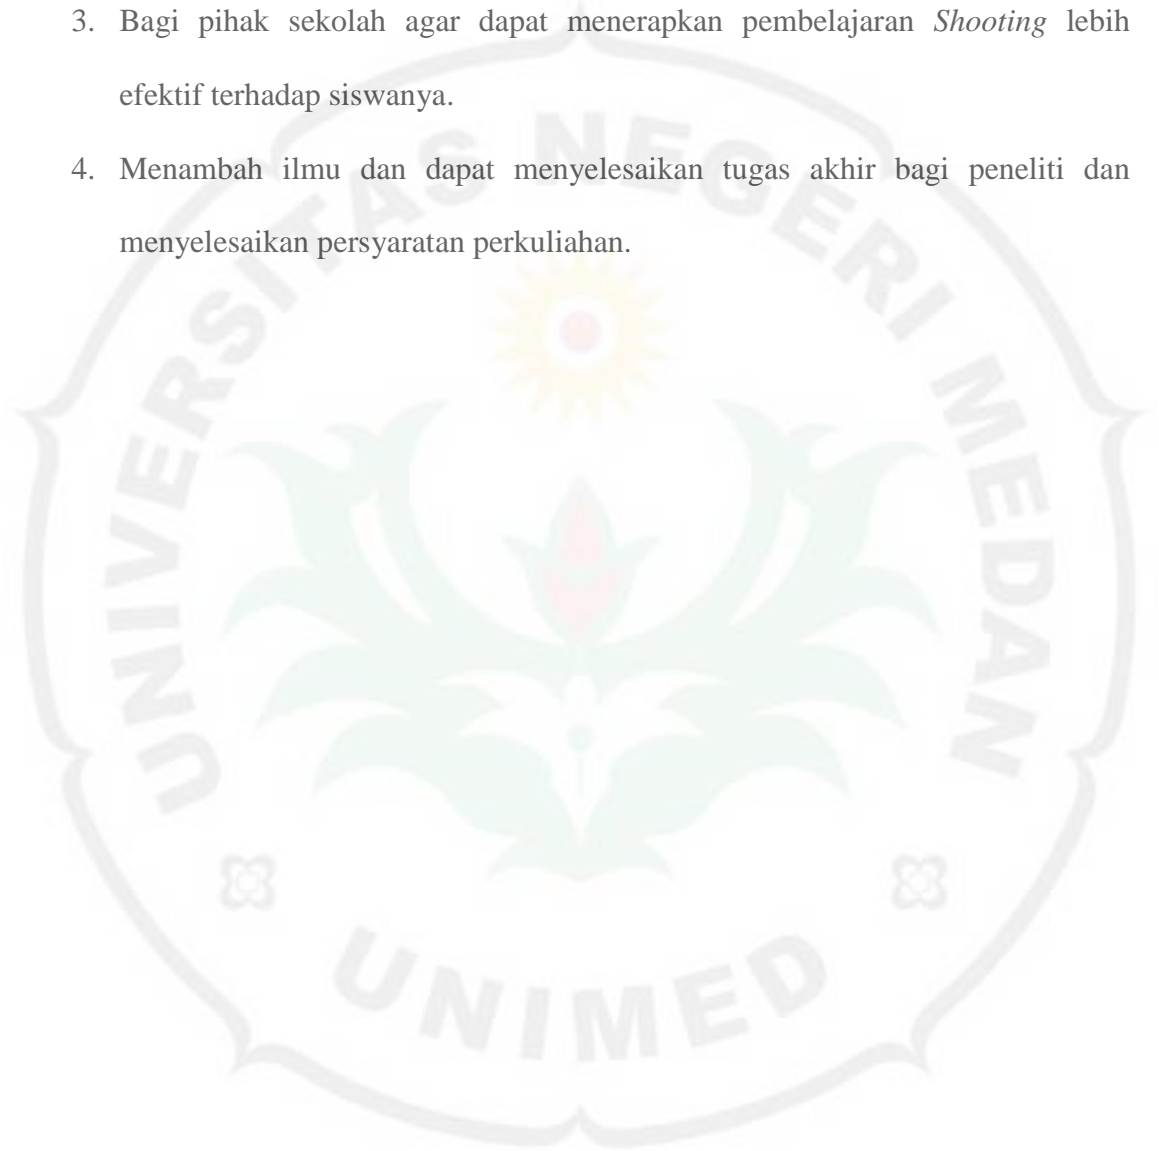 3. Bagi pihak sekolah agar dapat menerapkan pembelajaran Shooting lebih
efektif terhadap siswanya.
4. Menambah ilmu dan dapat menyelesaikan tugas akhir bagi peneliti dan
menyelesaikan persyaratan perkuliahan.
UNIVERSITAS NEGERI MEDAN
UNIMED